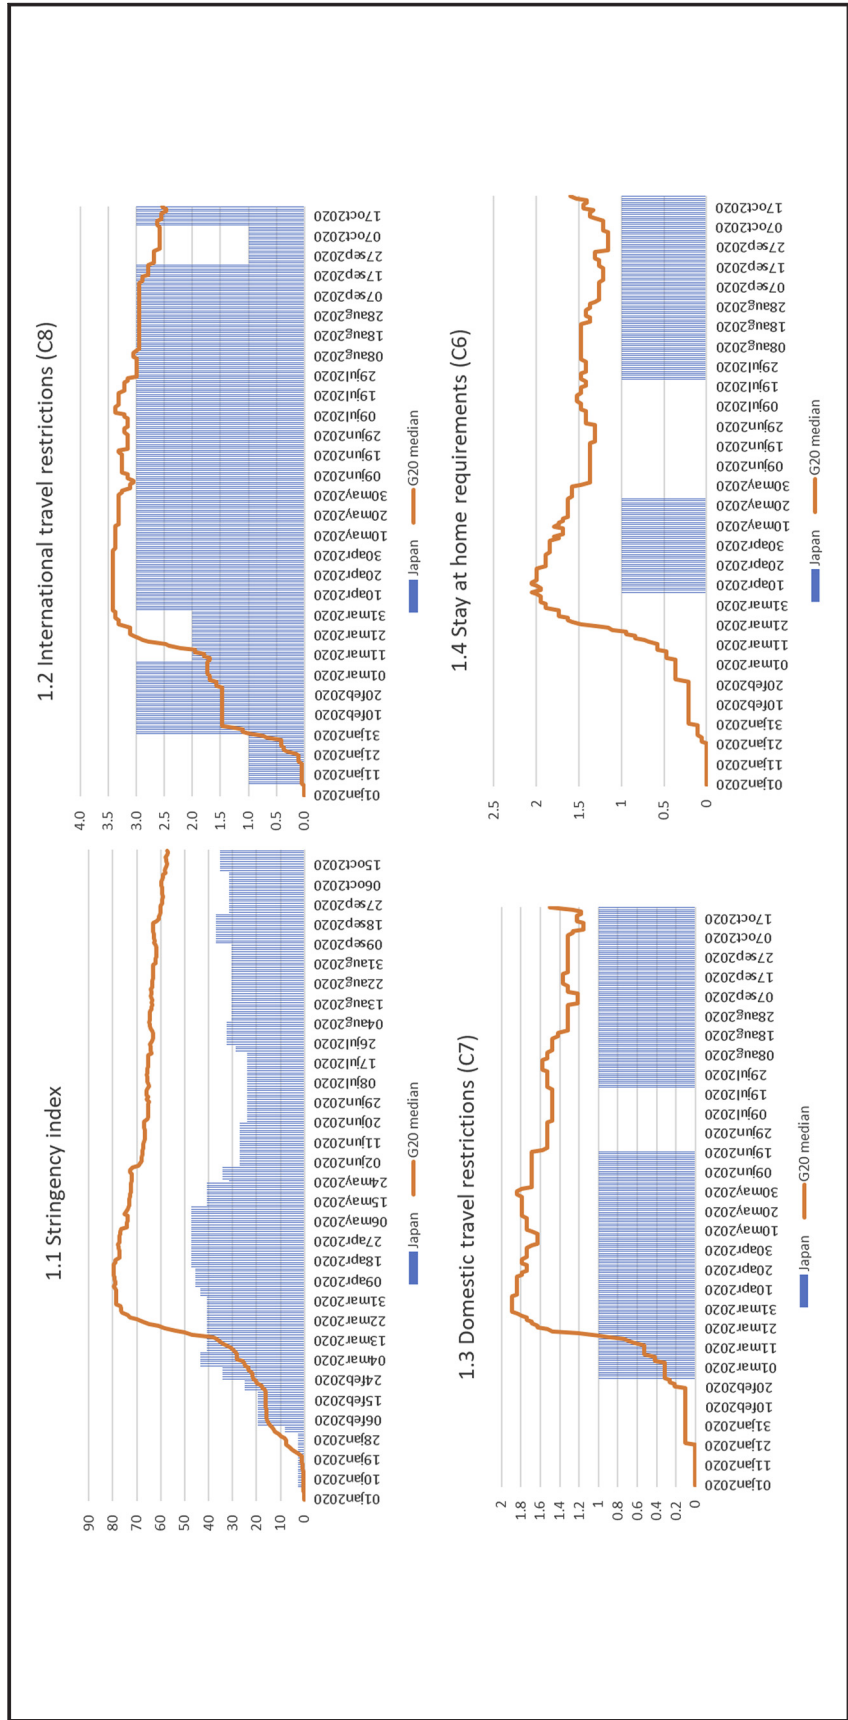 1.1 Stringency index
90
80
70
60
50
40
30
20
10
0
01jan2020
10jan2020
19jan2020
28jan2020
06feb2020
15feb2020
24feb2020
04mar2020
13mar2020
22mar2020
31mar2020
09apr2020
18apr2020
27apr2020
06may2020
15may2020
24may2020
02jun2020
11jun2020
20jun2020
29jun2020
08jul2020
17jul2020
26jul2020
04aug2020
13aug2020
22aug2020
31aug2020
09sep2020
18sep2020
27sep2020
06oct2020
15oct2020
Japan G20 median
1.2 International travel restrictions (C8)
4.0
3.5
3.0
2.5
2.0
1.5
1.0
0.5
0.0
01jan2020
11jan2020
21jan2020
31jan2020
10feb2020
20feb2020
01mar2020
11mar2020
21mar2020
31mar2020
10apr2020
20apr2020
30apr2020
10may2020
20may2020
30may2020
09jun2020
19jun2020
29jun2020
09jul2020
19jul2020
29jul2020
08aug2020
18aug2020
28aug2020
07sep2020
17sep2020
27sep2020
07oct2020
17oct2020
Japan G20 median
1.3 Domestic travel restrictions (C7)
2
1.8
1.6
1.4
1.2
1
0.8
0.6
0.4
0.2
0
01jan2020
11jan2020
21jan2020
31jan2020
10feb2020
20feb2020
01mar2020
11mar2020
21mar2020
31mar2020
10apr2020
20apr2020
30apr2020
10may2020
20may2020
30may2020
09jun2020
19jun2020
29jun2020
09jul2020
19jul2020
29jul2020
08aug2020
18aug2020
28aug2020
07sep2020
17sep2020
27sep2020
07oct2020
17oct2020
Japan G20 median
1.4 Stay at home requirements (C6)
2.5
2
1.5
1
0.5
0
01jan2020
11jan2020
21jan2020
31jan2020
10feb2020
20feb2020
01mar2020
11mar2020
21mar2020
31mar2020
10apr2020
20apr2020
30apr2020
10may2020
20may2020
30may2020
09jun2020
19jun2020
29jun2020
09jul2020
19jul2020
29jul2020
08aug2020
18aug2020
28aug2020
07sep2020
17sep2020
27sep2020
07oct2020
17oct2020
Japan G20 median